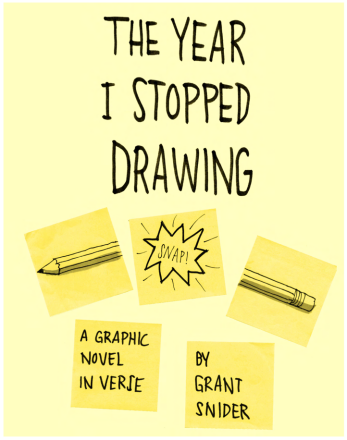 THE YEAR
I STOPPED
DRAWING
SNAP!
A GRAPHIC
NOVEL
IN VERSE
BY
GRANT
SNIDER